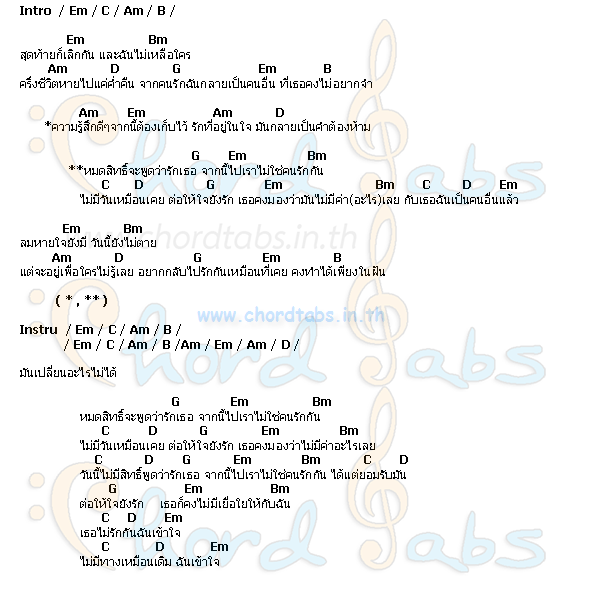 Intro / Em / C / Am / B /
Em Bm
สุดท้ายก็เลิกกัน และฉันไม่เหลือใคร
Am D G Em B
ครึ่งชีวิตหายไปแค่ค่ำคืน จากคนรักฉันกลายเป็นคนอื่น ที่เธอคงไม่อยากจำ
Am Em Am D
*ความรู้สึกดีๆจากนี้ต้องเก็บไว้ รักที่อยู่ในใจ มันกลายเป็นคำต้องห้าม
G Em Bm
**หมดสิทธิ์จะพูดว่ารักเธอ จากนี้ไปเราไม่ใช่คนรักกัน
C D G Em Bm C D Em
ไม่มีวันเหมือนเคย ต่อให้ใจยังรัก เธอคงมองว่ามันไม่มีค่า(อะไร)เลย กับเธอฉันเป็นคนอื่นแล้ว
Em Bm
ลมหายใจยังมี วันนี้ยังไม่ตาย
Am D G Em B
แต่จะอยู่เพื่อใครไม่รู้เลย อยากกลับไปรักกันเหมือนที่เคย คงทำได้เพียงในฝัน
( * , ** )
www.chordtabs.in.th
Instru / Em / C / Am / B /
/ Em / C / Am / B /Am / Em / Am / D /
มันเปลี่ยนอะไรไม่ได้
G Em Bm
หมดสิทธิ์จะพูดว่ารักเธอ จากนี้ไปเราไม่ใช่คนรักกัน
C D G Em Bm
ไม่มีวันเหมือนเคย ต่อให้ใจยังรัก เธอคงมองว่าไม่มีค่าอะไรเลย
C D G Em Bm C D
วันนี้ไม่มีสิทธิ์พูดว่ารักเธอ จากนี้ไปเราไม่ใช่คนรักกัน ได้แต่ยอมรับมัน
G Em Bm
ต่อให้ใจยังรัก เธอก็คงไม่มีเยื่อใยให้กับฉัน
C D Em
เธอไม่รักกันฉันเข้าใจ
C D Em
ไม่มีทางเหมือนเดิม ฉันเข้าใจ